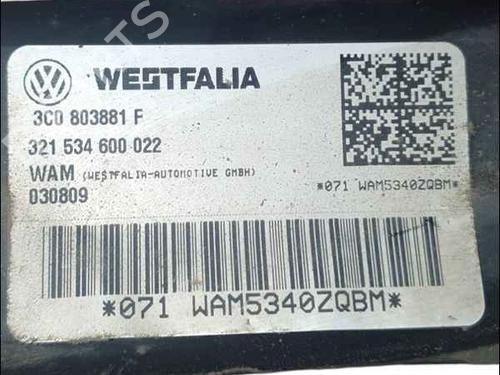 WESTFALIA
3C0 803881 F
321 534 600 022
WAM (WESTFALIA-AUTOMOTIVE GMBH)
030809
*071 WAM5340ZQBM*
*071 WAM5340ZQBM*